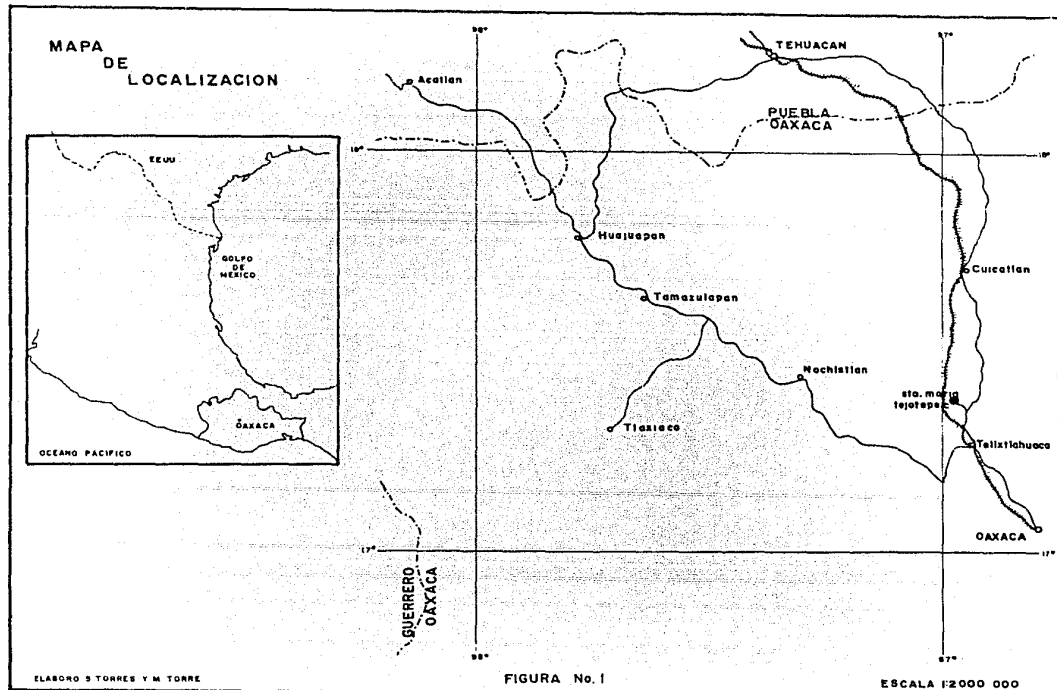 MAPA
DE
LOCALIZACION
98°
97°
TEHUACAN
Acatlan
PUEBLA
OAXACA
18°
18°
EEUU
GOLFO
DE
MEXICO
Huajuapan
Cuicatlan
Tamazulapan
Nochistlan
sta. maria
tejotepec
Tlaxiaco
Telixtlahuaca
OAXACA
OCEANO PACIFICO
OAXACA
17°
17°
GUERRERO
OAXACA
98°
97°
ELABORO S TORRES Y M TORRE
FIGURA No. 1
ESCALA 1:2000 000